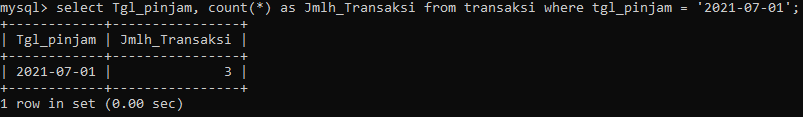 mysql> select Tgl_pinjam, count(*) as Jmlh_Transaksi from transaksi where tgl_pinjam = '2021-07-01';
+------------+----------------+
| Tgl_pinjam | Jmlh_Transaksi |
+------------+----------------+
| 2021-07-01 |              3 |
+------------+----------------+
1 row in set (0.00 sec)